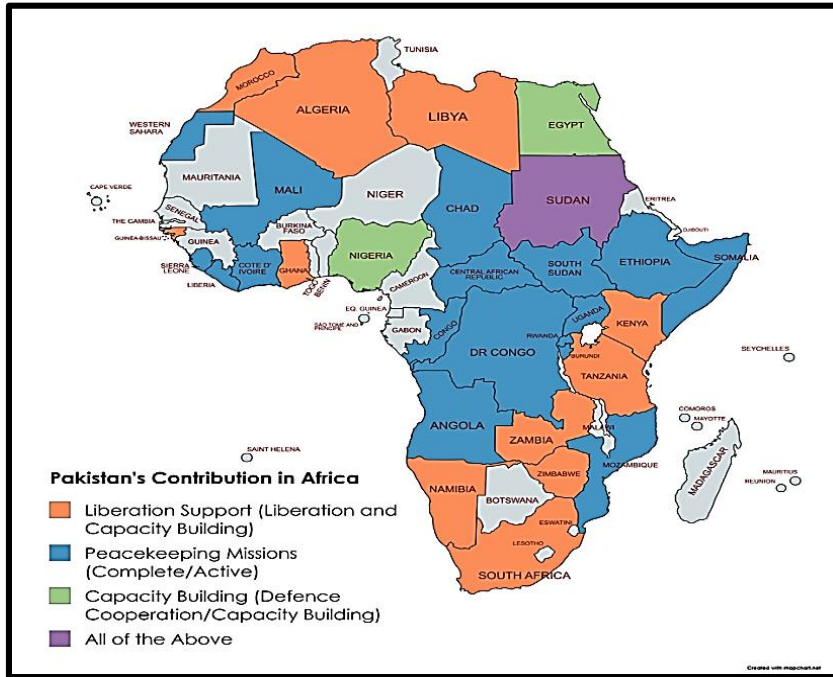 TUNISIA
MOROCCO
ALGERIA
LIBYA
EGYPT
WESTERN
SAHARA
MAURITANIA
MALI
NIGER
CHAD
SUDAN
ERITREA
CAPE VERDE
SENEGAL
THE GAMBIA
GUINEA-BISSAU
GUINEA
BURKINA
FASO
DJIBOUTI
SIERRA
LEONE
LIBERIA
COTE D'
IVOIRE
GHANA
TOGO
BENIN
NIGERIA
CAMEROON
CENTRAL AFRICAN
REPUBLIC
SOUTH
SUDAN
ETHIOPIA
SOMALIA
EQ. GUINEA
SAO TOME AND
PRINCIPE
GABON
CONGO
DR CONGO
UGANDA
RWANDA
BURUNDI
KENYA
TANZANIA
SEYCHELLES
COMOROS
MAYOTTE
ANGOLA
ZAMBIA
MALAWI
MOZAMBIQUE
MADAGASCAR
MAURITIUS
REUNION
SAINT HELENA
NAMIBIA
ZIMBABWE
BOTSWANA
ESWATINI
LESOTHO
SOUTH AFRICA
Pakistan's Contribution in Africa
Liberation Support (Liberation and
Capacity Building)
Peacekeeping Missions
(Complete/Active)
Capacity Building (Defence
Cooperation/Capacity Building)
All of the Above
Created with mapchart.net